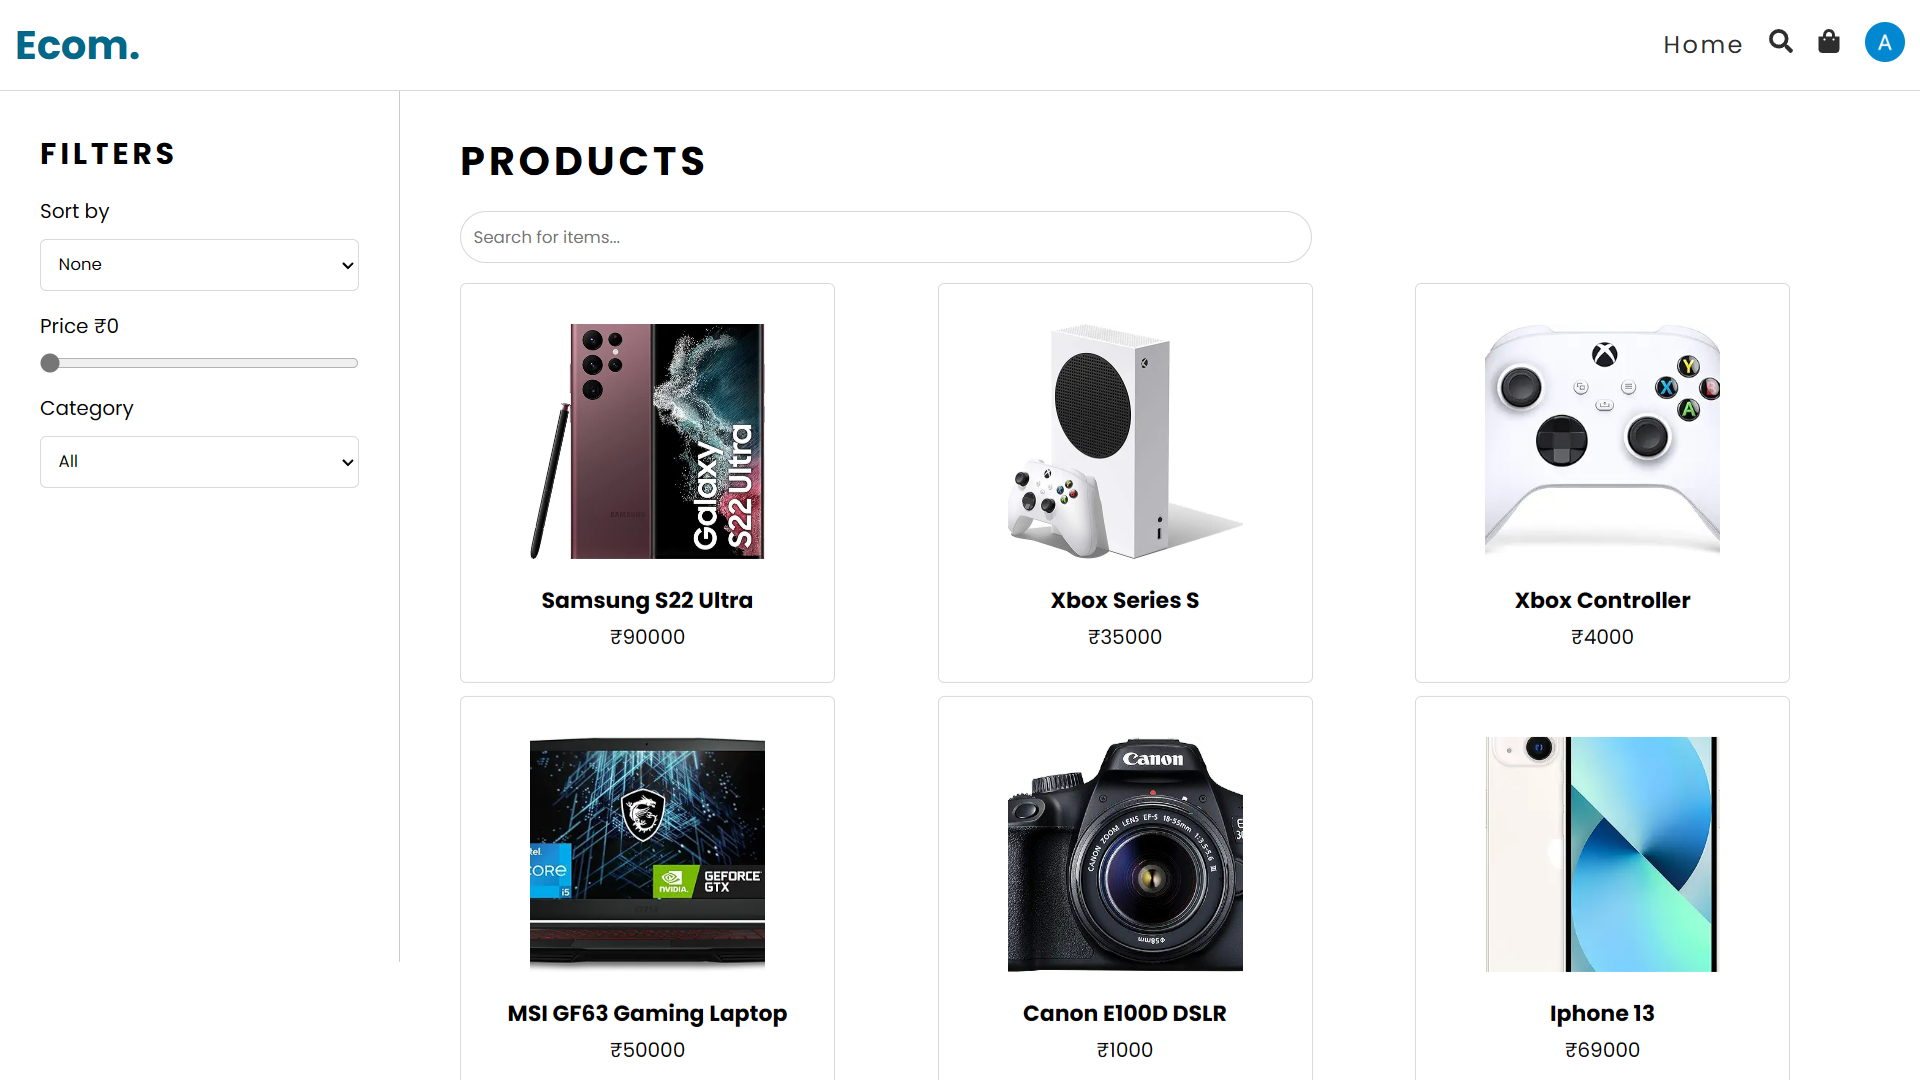 Ecom.
Home
A
FILTERS
Sort by
None
Price ₹0
Category
All
PRODUCTS
Search for items...
Galaxy
S22 Ultra
SAMSUNG
Samsung S22 Ultra
₹90000
Xbox Series S
₹35000
Y
X
B
A
Xbox Controller
₹4000
tel.
CORE
i5
NVIDIA.
GEFORCE
GTX
MSI GF63 Gaming Laptop
₹50000
Canon
CANON ZOOM LENS EF-S 18-55mm 1:3.5-5.6 III
Φ58mm
Canon E100D DSLR
₹1000
Iphone 13
₹69000